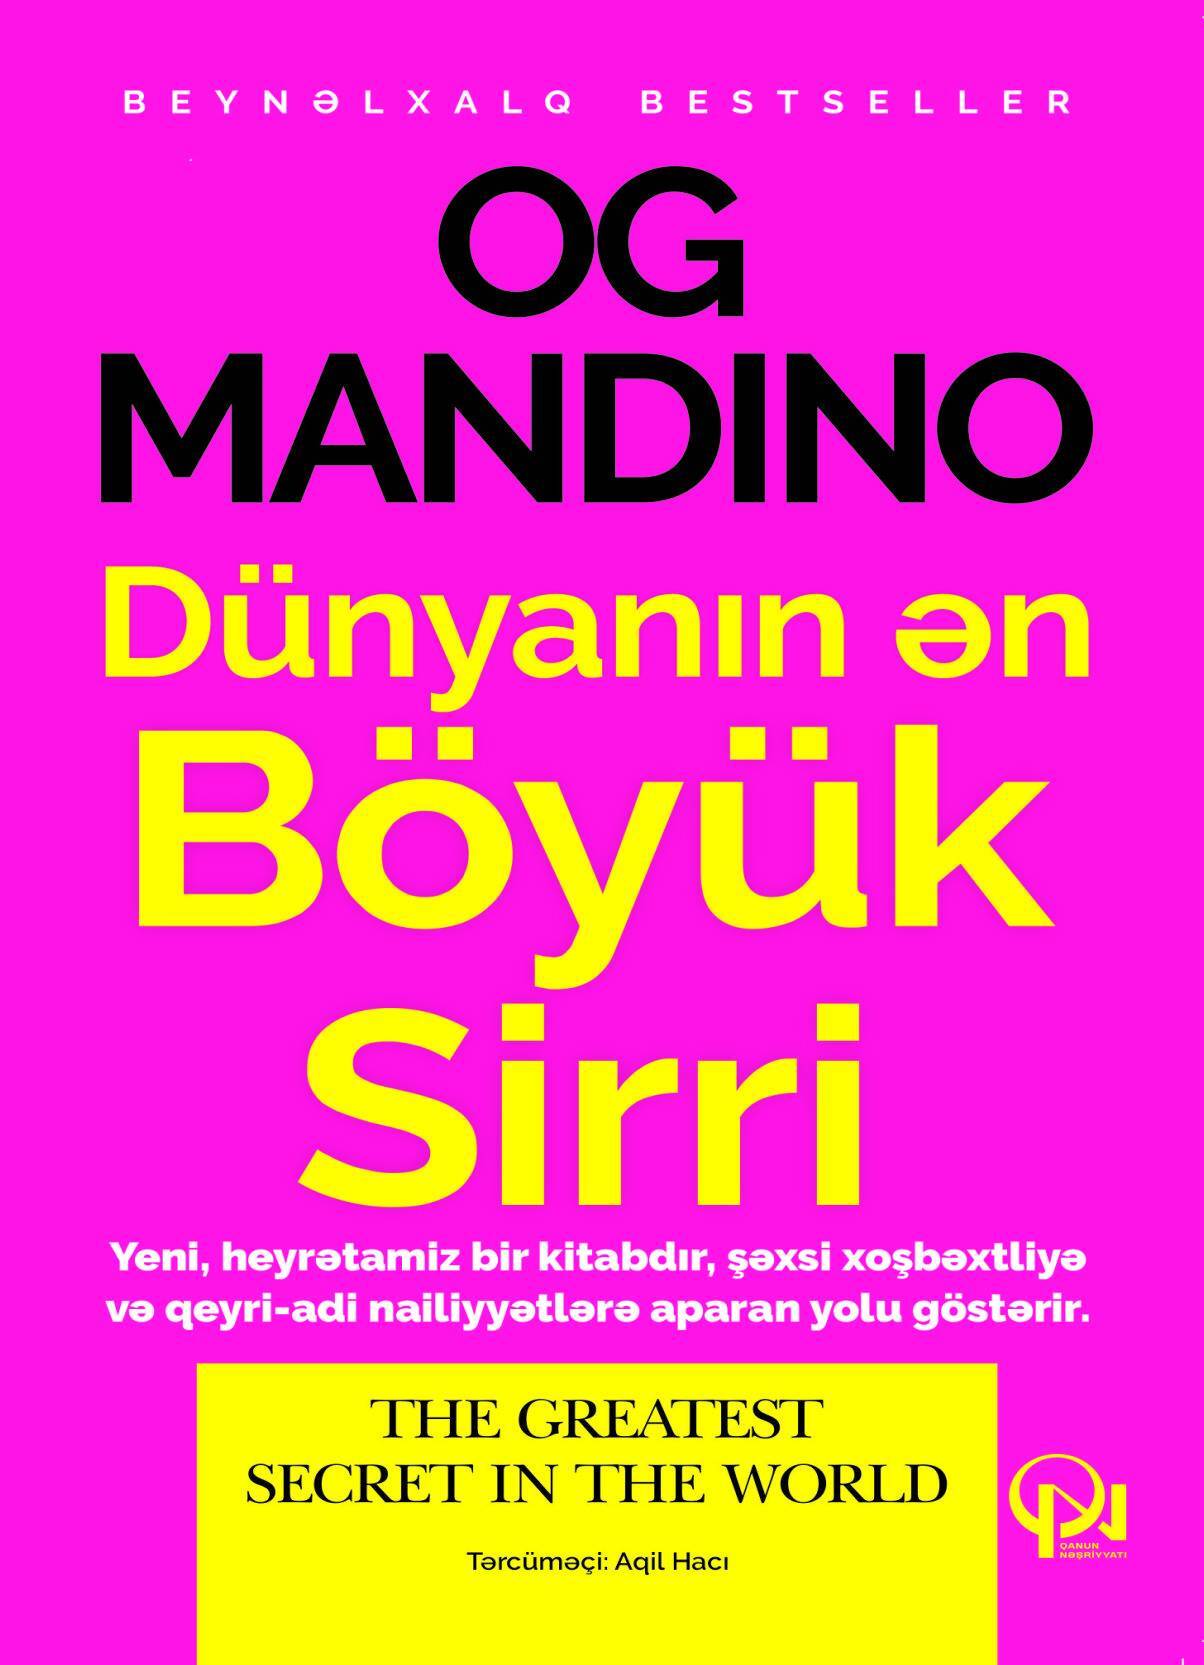 BEYNƏLXALQ BESTSELLER
OG
MANDINO
Dünyanın ən
Böyük
Sirri
Yeni, heyrətamiz bir kitabdır, şəxsi xoşbəxtliyə
və qeyri-adi nailiyyətlərə aparan yolu göstərir.
THE GREATEST
SECRET IN THE WORLD
Tərcüməçi: Aqil Hacı
QANUN
NƏŞRİYYATI